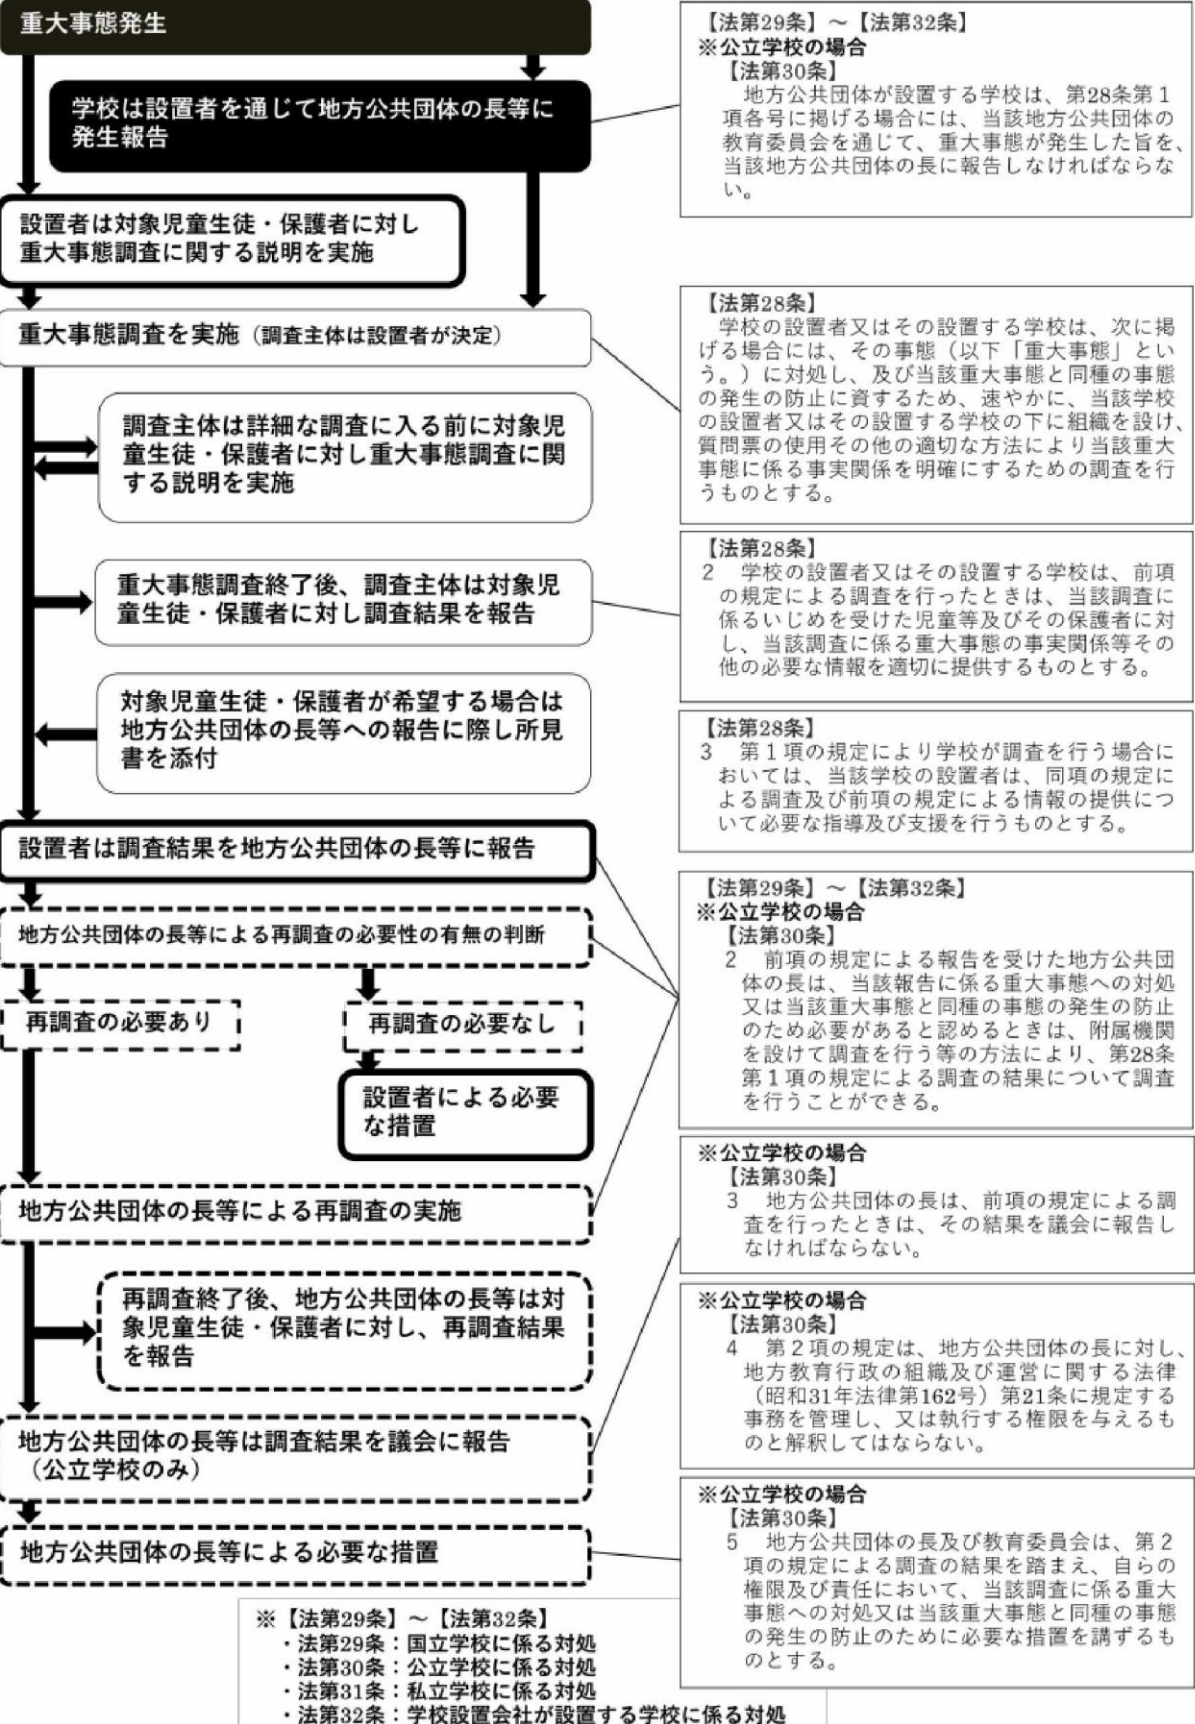 重大事態発生
学校は設置者を通じて地方公共団体の長等に
発生報告
設置者は対象児童生徒・保護者に対し
重大事態調査に関する説明を実施
重大事態調査を実施（調査主体は設置者が決定）
調査主体は詳細な調査に入る前に対象児
童生徒・保護者に対し重大事態調査に関
する説明を実施
重大事態調査終了後、調査主体は対象児
童生徒・保護者に対し調査結果を報告
対象児童生徒・保護者が希望する場合は
地方公共団体の長等への報告に際し所見
書を添付
設置者は調査結果を地方公共団体の長等に報告
地方公共団体の長等による再調査の必要性の有無の判断
再調査の必要あり
再調査の必要なし
設置者による必要
な措置
地方公共団体の長等による再調査の実施
再調査終了後、地方公共団体の長等は対
象児童生徒・保護者に対し、再調査結果
を報告
地方公共団体の長等は調査結果を議会に報告
（公立学校のみ）
地方公共団体の長等による必要な措置
【法第29条】～【法第32条】
※公立学校の場合
【法第30条】
地方公共団体が設置する学校は、第28条第１
項各号に掲げる場合には、当該地方公共団体の
教育委員会を通じて、重大事態が発生した旨を、
当該地方公共団体の長に報告しなければならな
い。
【法第28条】
学校の設置者又はその設置する学校は、次に掲
げる場合には、その事態（以下「重大事態」とい
う。）に対処し、及び当該重大事態と同種の事態
の発生の防止に資するため、速やかに、当該学校
の設置者又はその設置する学校の下に組織を設け、
質問票の使用その他の適切な方法により当該重大
事態に係る事実関係を明確にするための調査を行
うものとする。
【法第28条】
２　学校の設置者又はその設置する学校は、前項
の規定による調査を行ったときは、当該調査に
係るいじめを受けた児童等及びその保護者に対
し、当該調査に係る重大事態の事実関係等その
他の必要な情報を適切に提供するものとする。
【法第28条】
３　第１項の規定により学校が調査を行う場合に
おいては、当該学校の設置者は、同項の規定に
よる調査及び前項の規定による情報の提供につ
いて必要な指導及び支援を行うものとする。
【法第29条】～【法第32条】
※公立学校の場合
【法第30条】
２　前項の規定による報告を受けた地方公共団
体の長は、当該報告に係る重大事態への対処
又は当該重大事態と同種の事態の発生の防止
のため必要があると認めるときは、附属機関
を設けて調査を行う等の方法により、第28条
第１項の規定による調査の結果について調査
を行うことができる。
※公立学校の場合
【法第30条】
３　地方公共団体の長は、前項の規定による調
査を行ったときは、その結果を議会に報告し
なければならない。
※公立学校の場合
【法第30条】
４　第２項の規定は、地方公共団体の長に対し、
地方教育行政の組織及び運営に関する法律
（昭和31年法律第162号）第21条に規定する
事務を管理し、又は執行する権限を与えるも
のと解釈してはならない。
※公立学校の場合
【法第30条】
５　地方公共団体の長及び教育委員会は、第２
項の規定による調査の結果を踏まえ、自らの
権限及び責任において、当該調査に係る重大
事態への対処又は当該重大事態と同種の事態
の発生の防止のために必要な措置を講ずるも
のとする。
※【法第29条】～【法第32条】
・法第29条：国立学校に係る対処
・法第30条：公立学校に係る対処
・法第31条：私立学校に係る対処
・法第32条：学校設置会社が設置する学校に係る対処